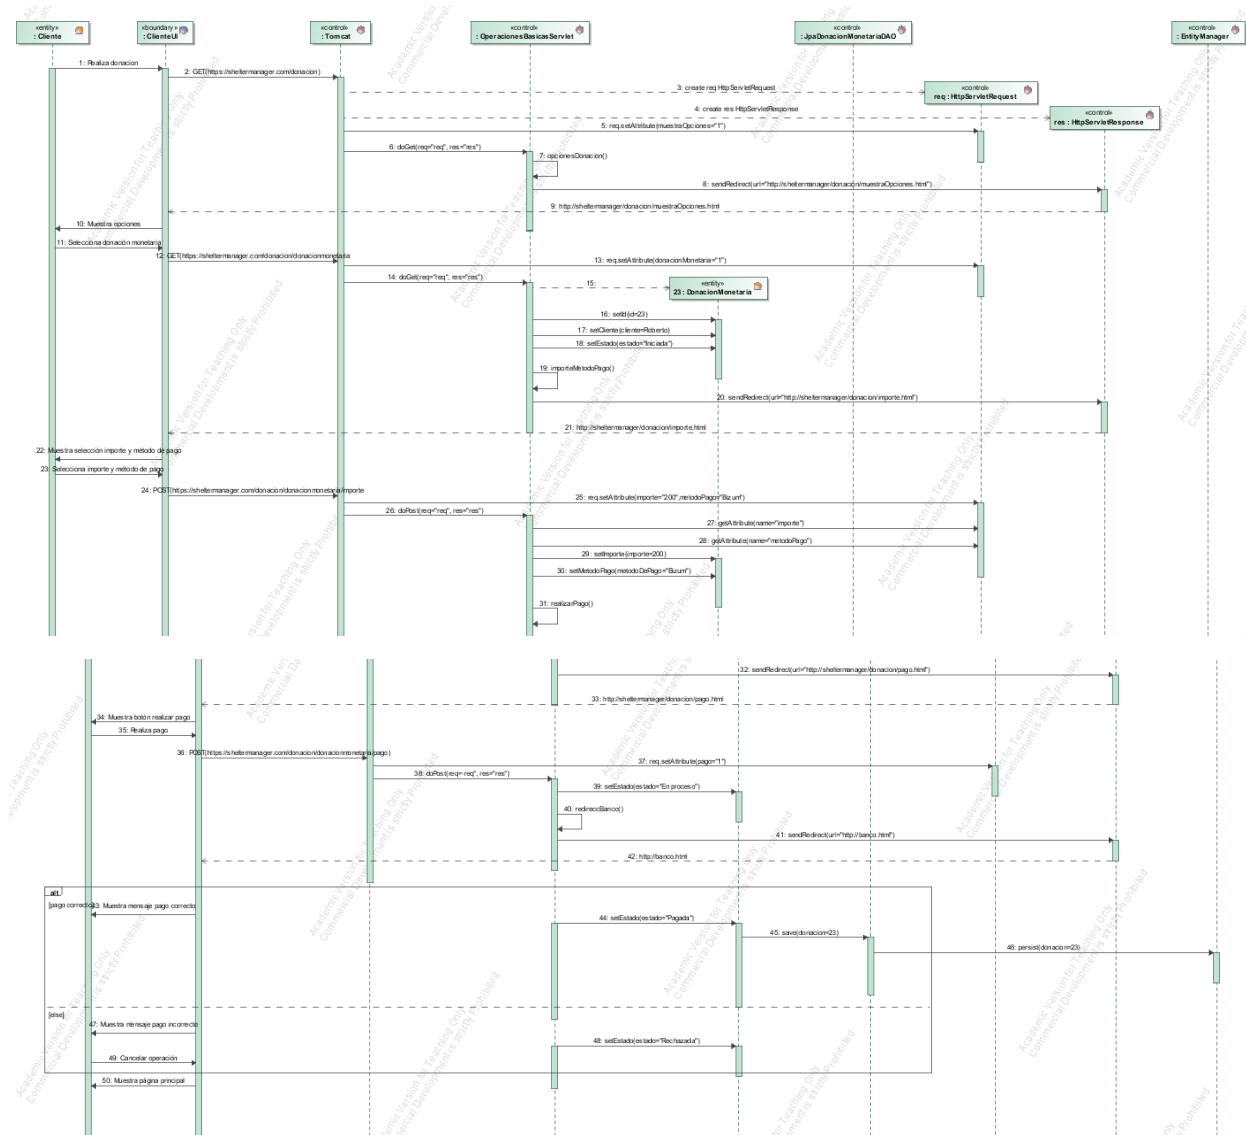 «entity»
: Cliente
«boundary»
: ClienteUI
«control»
: Tomcat
«control»
: OperacionesBasicasServlet
«control»
: JpaDonacionMonetariaDAO
«control»
: EntityManager
1: Realiza donacion
2: GET(https://sheltermanager.com/donacion)
3: create req HttpServletRequest
«control»
req : HttpServletRequest
4: create res HttpServletResponse
«control»
res : HttpServletResponse
5: req.setAttribute(muestraOpciones="1")
6: doGet(req="req", res="res")
7: opcionesDonacion()
8: sendRedirect(url="http://sheltermanager/donacion/muestraOpciones.html")
9: http://sheltermanager/donacion/muestraOpciones.html
10: Muestra opciones
11: Selecciona donación monetaria
12: GET(https://sheltermanager.com/donacion/donacionmonetaria
13: req.setAttribute(donacionMonetaria="1")
14: doGet(req="req", res="res")
15:
«entity»
23 : DonacionMonetaria
16: setId(id=23)
17: setCliente(cliente=Roberto)
18: setEstado(estado="Iniciada")
19: importeMetodoPago()
20: sendRedirect(url="http://sheltermanager/donacion/importe.html")
21: http://sheltermanager/donacion/importe.html
22: Muestra selección importe y método de pago
23: Selecciona importe y método de pago
24: POST(https://sheltermanager.com/donacion/donacionmonetaria/importe
25: req.setAttribute(importe="200",metodoPago="Bizum")
26: doPost(req="req", res="res")
27: getAttribute(name="importe")
28: getAttribute(name="metodoPago")
29: setImporte(importe=200)
30: setMetodoPago(metodoDePago="Bizum")
31: realizarPago()
32: sendRedirect(url="http://sheltermanager/donacion/pago.html")
33: http://sheltermanager/donacion/pago.html
34: Muestra botón realizar pago
35: Realiza pago
36: POST(https://sheltermanager.com/donacion/donacionmonetaria/pago)
37: req.setAttribute(pago="1")
38: doPost(req="req", res="res")
39: setEstado(estado="En proceso")
40: redirecBanco()
41: sendRedirect(url="http://banco.html")
42: http://banco.html
alt
[pago correcto]
43: Muestra mensaje pago correcto
44: setEstado(estado="Pagada")
45: save(donacion=23)
46: persist(donacion=23)
[else]
47: Muestra mensaje pago incorrecto
48: setEstado(estado="Rechazada")
49: Cancelar operación
50: Muestra página principal
Academic Version for Teaching Only
Commercial Development is strictly Prohibited